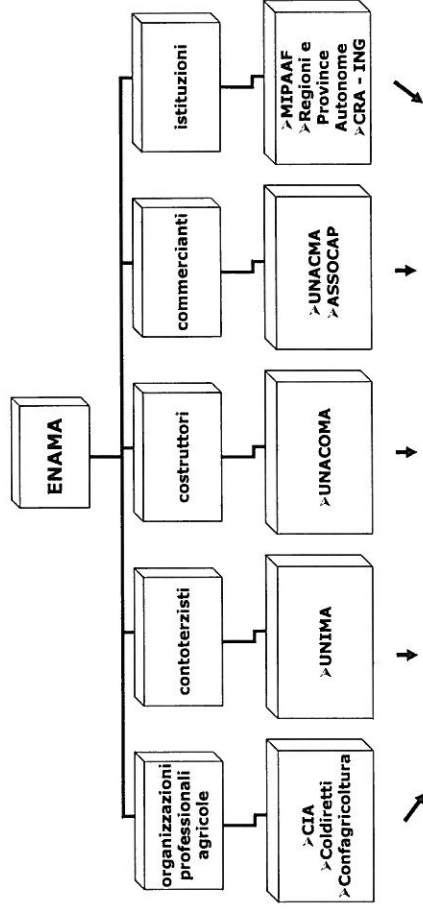 ENAMA
organizzazioni
professionali
agricole
contoterzisti
costruttori
commercianti
istituzioni
➢CIA
➢Coldiretti
➢Confagricoltura
➢UNIMA
➢UNACOMA
➢UNACMA
➢ASSOCAP
➢MIPAAF
➢Regioni e
Province
Autonome
➢CRA - ING